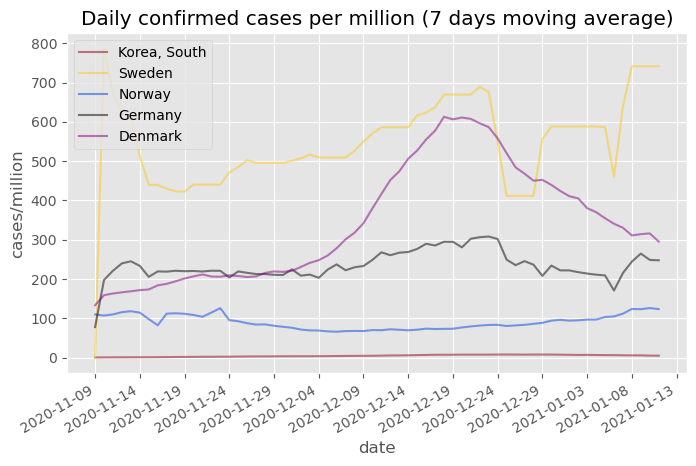 Daily confirmed cases per million (7 days moving average)
800
700
600
500
400
300
200
100
0
cases/million
Korea, South
Sweden
Norway
Germany
Denmark
2020-11-09
2020-11-14
2020-11-19
2020-11-24
2020-11-29
2020-12-04
2020-12-09
2020-12-14
2020-12-19
2020-12-24
2020-12-29
2021-01-03
2021-01-08
2021-01-13
date